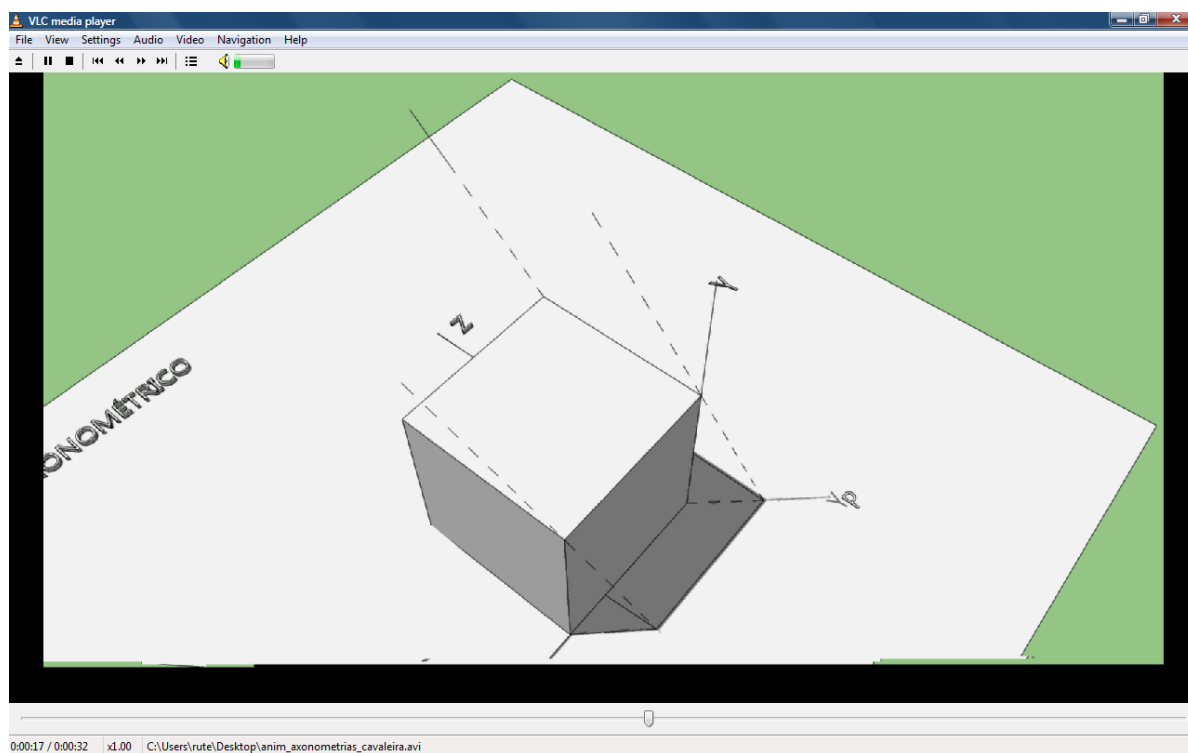 VLC media player
File View Settings Audio Video Navigation Help
Y
Z
ONOMÉTRICO
Yp
0:00:17 / 0:00:32 x1.00 C:\Users\rute\Desktop\anim_axonometrias_cavaleira.avi